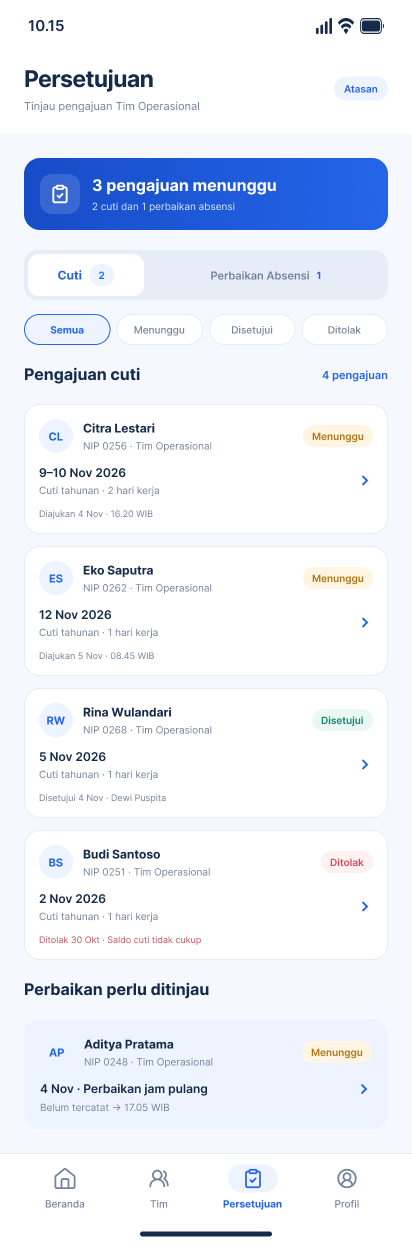 10.15
Persetujuan
Tinjau pengajuan Tim Operasional
Atasan
3 pengajuan menunggu
2 cuti dan 1 perbaikan absensi
Cuti 2
Perbaikan Absensi 1
Semua
Menunggu
Disetujui
Ditolak
Pengajuan cuti
4 pengajuan
CL
Citra Lestari
NIP 0256 · Tim Operasional
Menunggu
9–10 Nov 2026
Cuti tahunan · 2 hari kerja
Diajukan 4 Nov · 16.20 WIB
ES
Eko Saputra
NIP 0262 · Tim Operasional
Menunggu
12 Nov 2026
Cuti tahunan · 1 hari kerja
Diajukan 5 Nov · 08.45 WIB
RW
Rina Wulandari
NIP 0268 · Tim Operasional
Disetujui
5 Nov 2026
Cuti tahunan · 1 hari kerja
Disetujui 4 Nov · Dewi Puspita
BS
Budi Santoso
NIP 0251 · Tim Operasional
Ditolak
2 Nov 2026
Cuti tahunan · 1 hari kerja
Ditolak 30 Okt · Saldo cuti tidak cukup
Perbaikan perlu ditinjau
AP
Aditya Pratama
NIP 0248 · Tim Operasional
Menunggu
4 Nov · Perbaikan jam pulang
Belum tercatat → 17.05 WIB
Beranda
Tim
Persetujuan
Profil